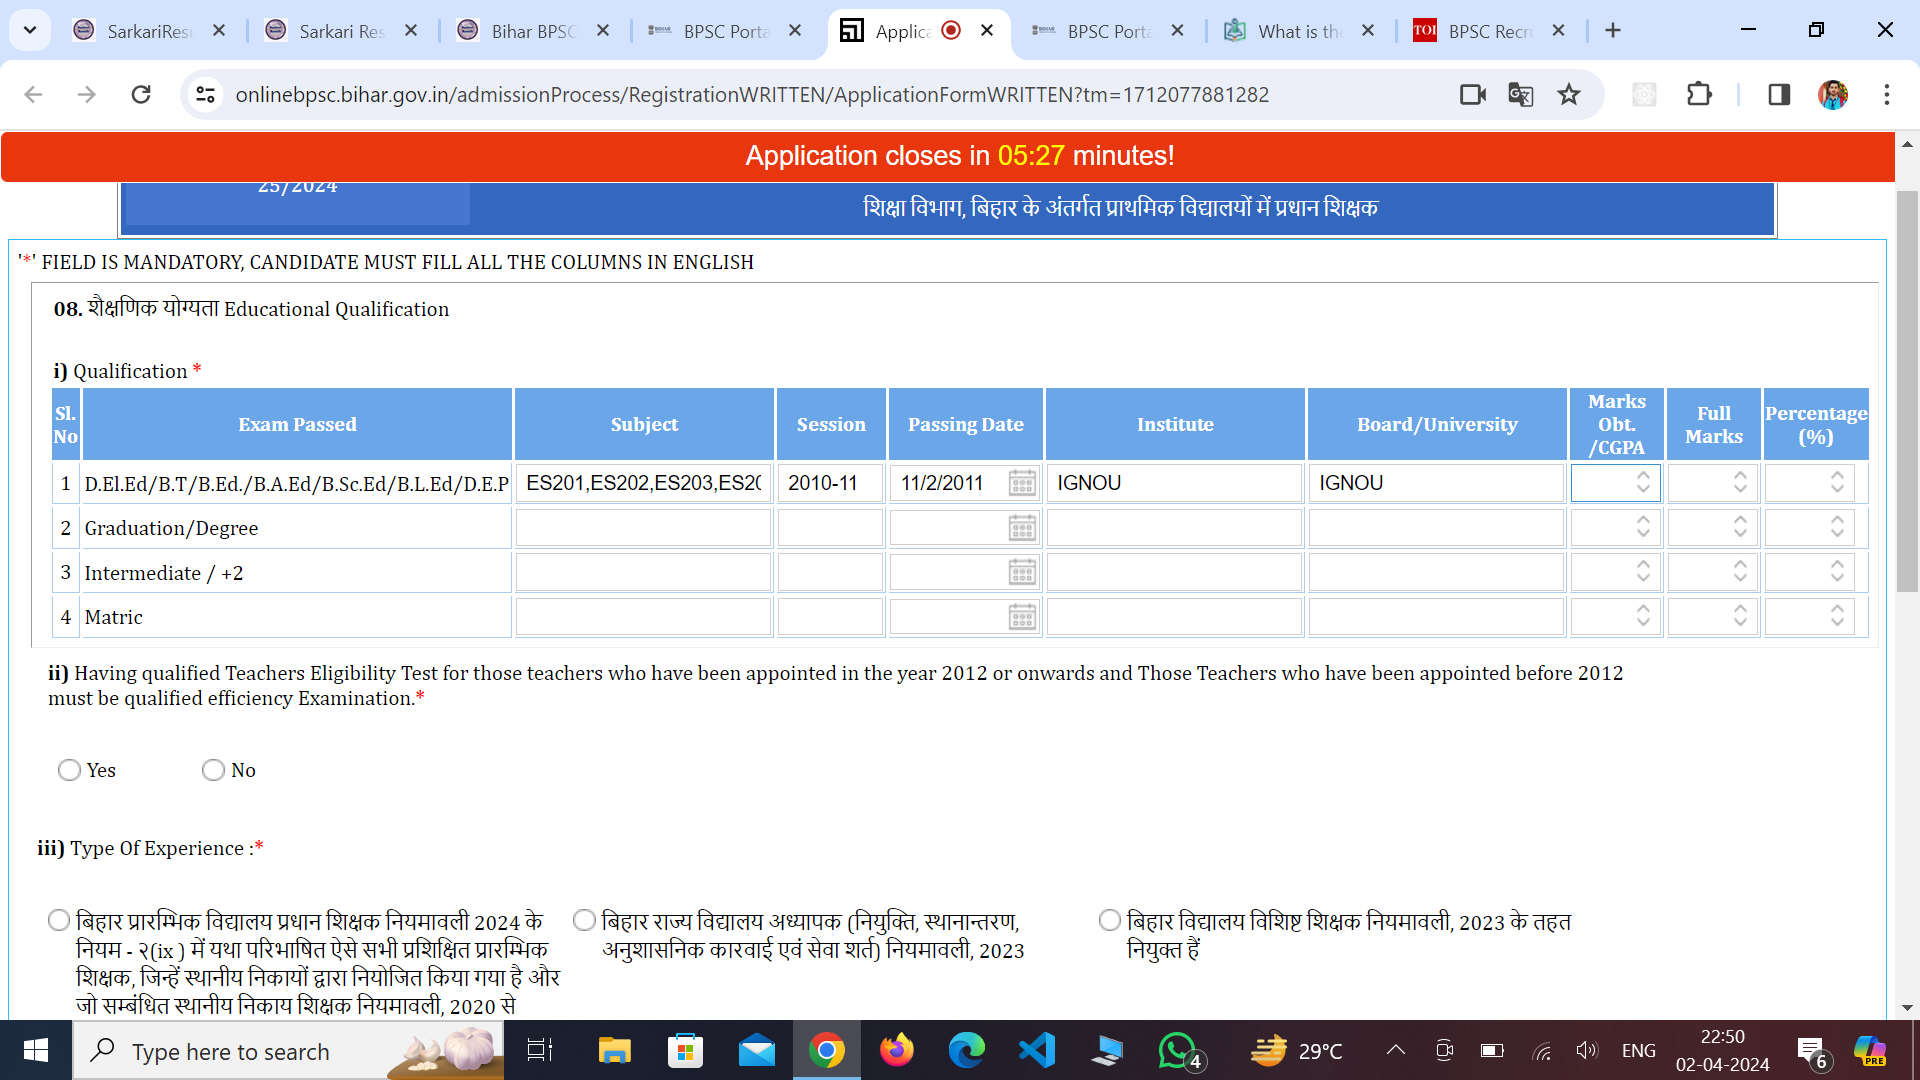 SarkariRes
Sarkari Res
Bihar BPSC
BPSC Porta
Applica
BPSC Porta
What is th
TOI
BPSC Recr
onlinebpsc.bihar.gov.in/admissionProcess/RegistrationWRITTEN/ApplicationFormWRITTEN?tm=1712077881282
Application closes in 05:27 minutes!
25/2024
शिक्षा विभाग, बिहार के अंतर्गत प्राथमिक विद्यालयों में प्रधान शिक्षक
'*' FIELD IS MANDATORY, CANDIDATE MUST FILL ALL THE COLUMNS IN ENGLISH
08. शैक्षणिक योग्यता Educational Qualification
i) Qualification *
Sl. No Exam Passed Subject Session Passing Date Institute Board/University Marks Obt. /CGPA Full Marks Percentage (%)
1 D.El.Ed/B.T/B.Ed./B.A.Ed/B.Sc.Ed/B.L.Ed/D.E.P ES201,ES202,ES203,ES20 2010-11 11/2/2011 IGNOU IGNOU
2 Graduation/Degree
3 Intermediate / +2
4 Matric
ii) Having qualified Teachers Eligibility Test for those teachers who have been appointed in the year 2012 or onwards and Those Teachers who have been appointed before 2012
must be qualified efficiency Examination.*
Yes No
iii) Type Of Experience :*
बिहार प्रारम्भिक विद्यालय प्रधान शिक्षक नियमावली 2024 के
नियम - २(ix ) में यथा परिभाषित ऐसे सभी प्रशिक्षित प्रारम्भिक
शिक्षक, जिन्हें स्थानीय निकायों द्वारा नियोजित किया गया है और
जो सम्बंधित स्थानीय निकाय शिक्षक नियमावली, 2020 से
बिहार राज्य विद्यालय अध्यापक (नियुक्ति, स्थानान्तरण,
अनुशासनिक कारवाई एवं सेवा शर्त) नियमावली, 2023
बिहार विद्यालय विशिष्ट शिक्षक नियमावली, 2023 के तहत
नियुक्त हैं
Type here to search
4
29°C
ENG
22:50
02-04-2024
6
PRE